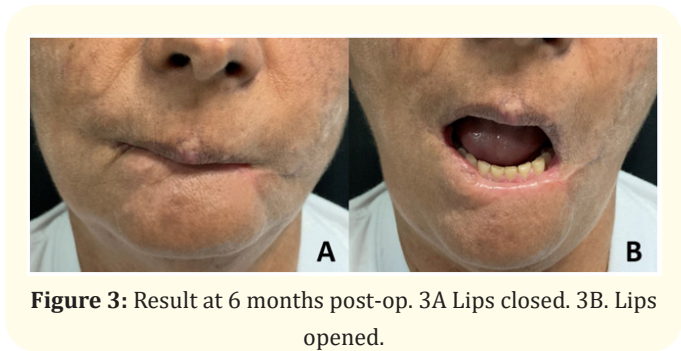 A
B
Figure 3: Result at 6 months post-op. 3A Lips closed. 3B. Lips
opened.